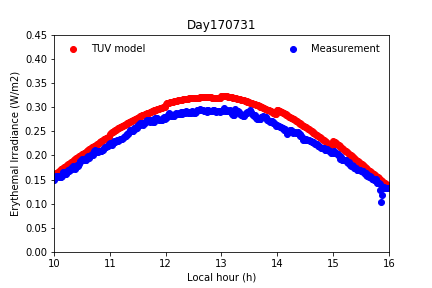 Day170731
TUV model
Measurement
Erythemal Irradiance (W/m2)
0.45
0.40
0.35
0.30
0.25
0.20
0.15
0.10
0.05
0.00
10 11 12 13 14 15 16
Local hour (h)